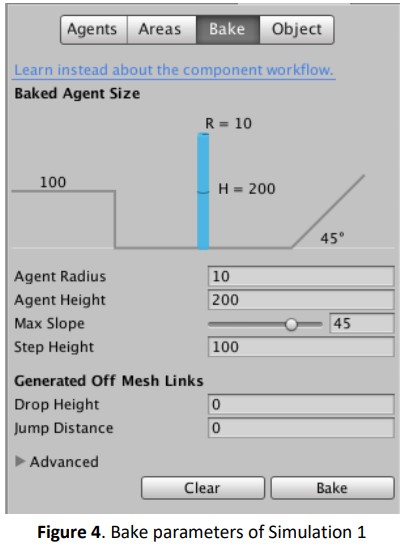 Agents Areas Bake Object
Learn instead about the component workflow.
Baked Agent Size
R = 10
100
H = 200
45°
Agent Radius 10
Agent Height 200
Max Slope 45
Step Height 100
Generated Off Mesh Links
Drop Height 0
Jump Distance 0
Advanced
Clear Bake
Figure 4. Bake parameters of Simulation 1